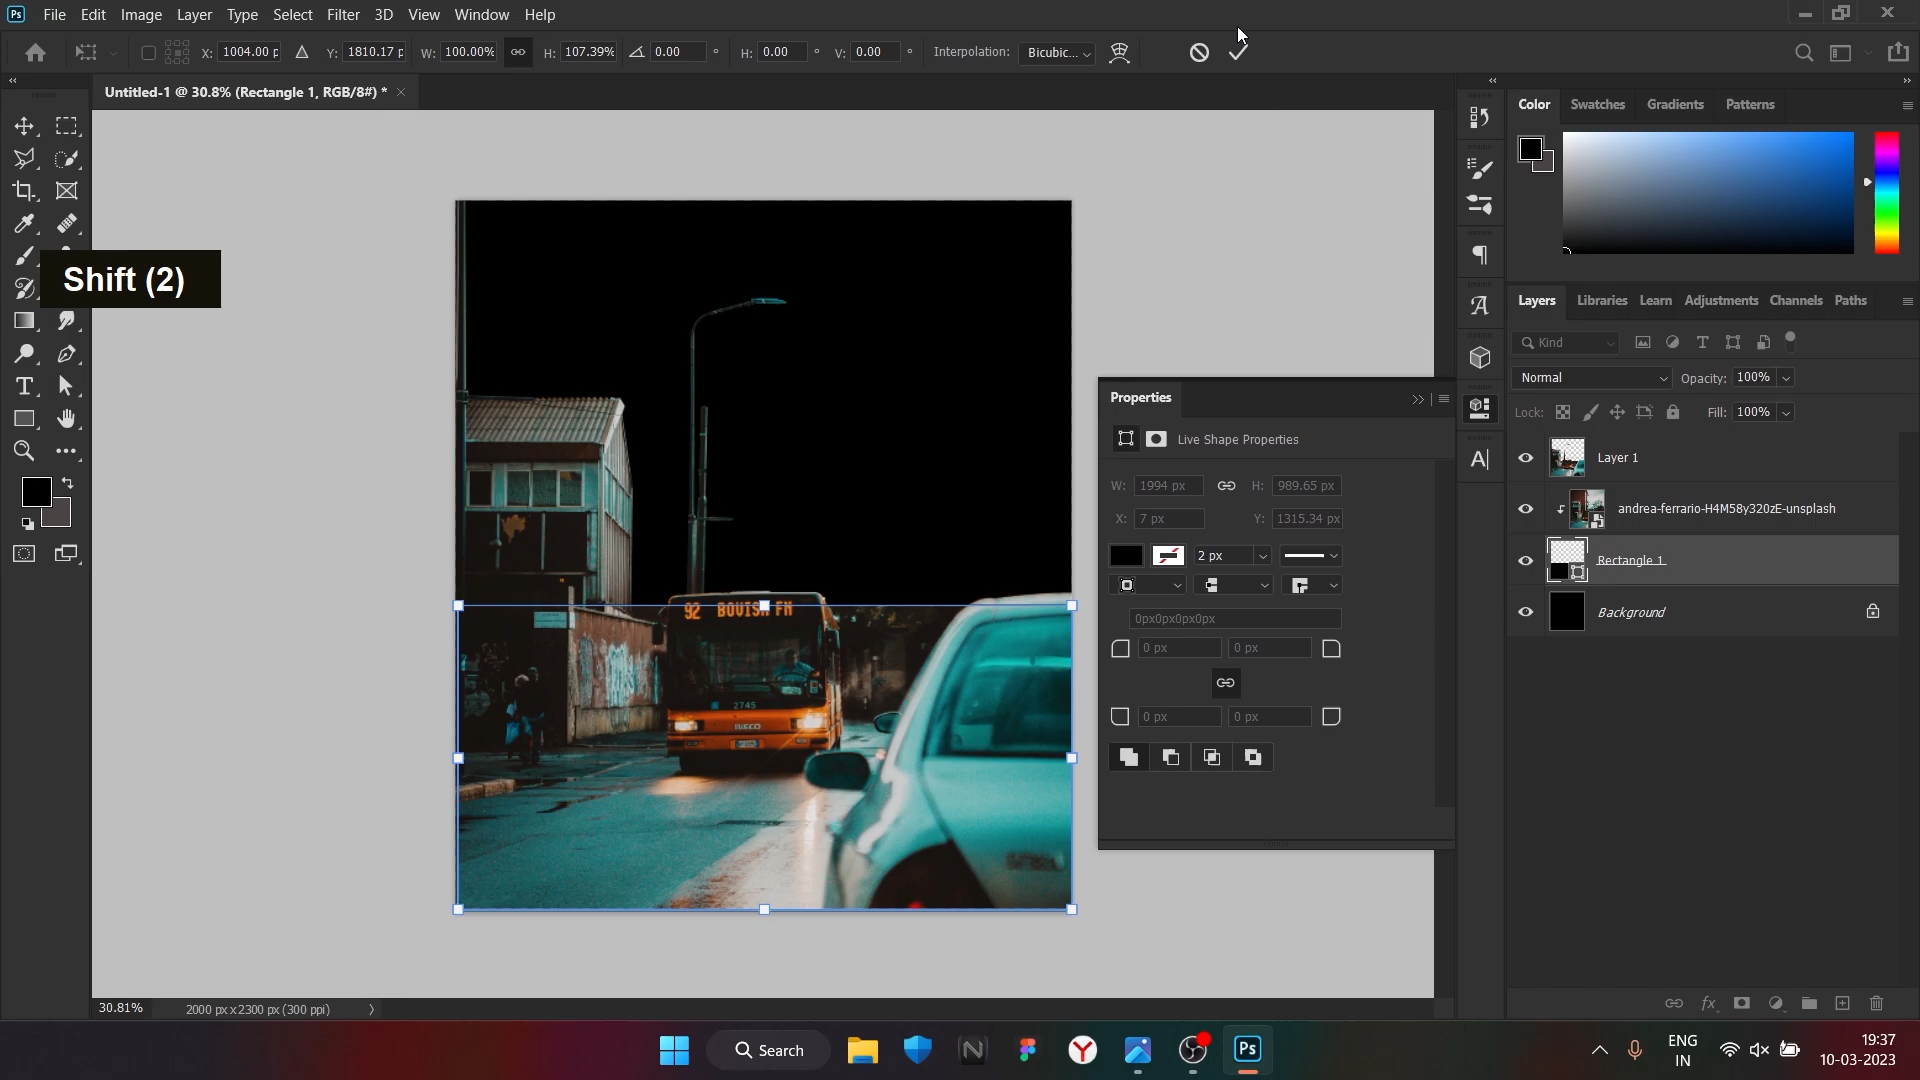 Ps File Edit Image Layer Type Select Filter 3D View Window Help
X: 1004.00 p Y: 1810.17 p W: 100.00% H: 107.39% 0.00 ° H: 0.00 ° V: 0.00 ° Interpolation: Bicubic...
Untitled-1 @ 30.8% (Rectangle 1, RGB/8#) *
Color Swatches Gradients Patterns
Shift (2)
Layers Libraries Learn Adjustments Channels Paths
Kind
Normal Opacity: 100%
Lock: Fill: 100%
Layer 1
andrea-ferrario-H4M58y320zE-unsplash
Rectangle 1
Background
Properties
Live Shape Properties
W: 1994 px H: 989.65 px
X: 7 px Y: 1315.34 px
2 px
0px0px0px0px
0 px 0 px
0 px 0 px
92 BOVISA FN
2745
IVECO
30.81% 2000 px x 2300 px (300 ppi)
Search
Ps
ENG
IN
19:37
10-03-2023